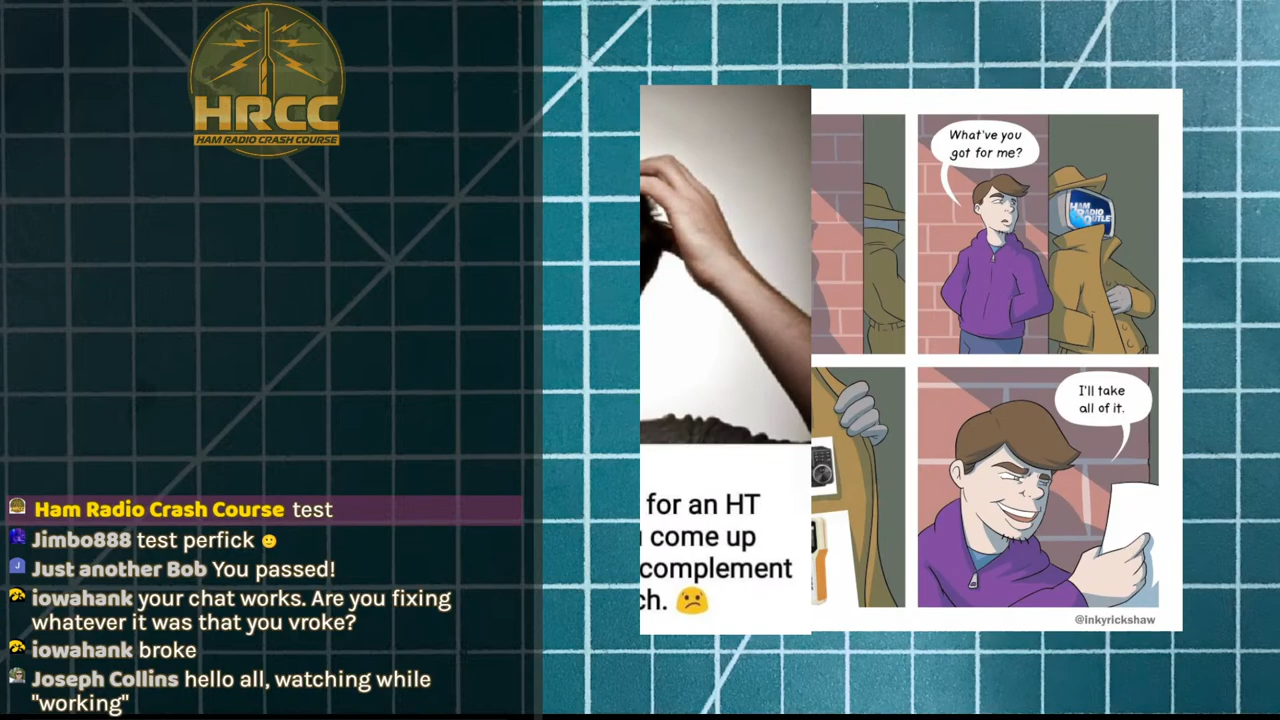 HRCC
HAM RADIO CRASH COURSE
Ham Radio Crash Course test
Jimbo888 test perfick
J Just another Bob You passed!
iowahank your chat works. Are you fixing
whatever it was that you vroke?
iowahank broke
Joseph Collins hello all, watching while
"working"
for an HT
come up
complement
ch.
What've you
got for me?
HAM
RADIO
OUTLE
I'll take
all of it.
@inkyrickshaw